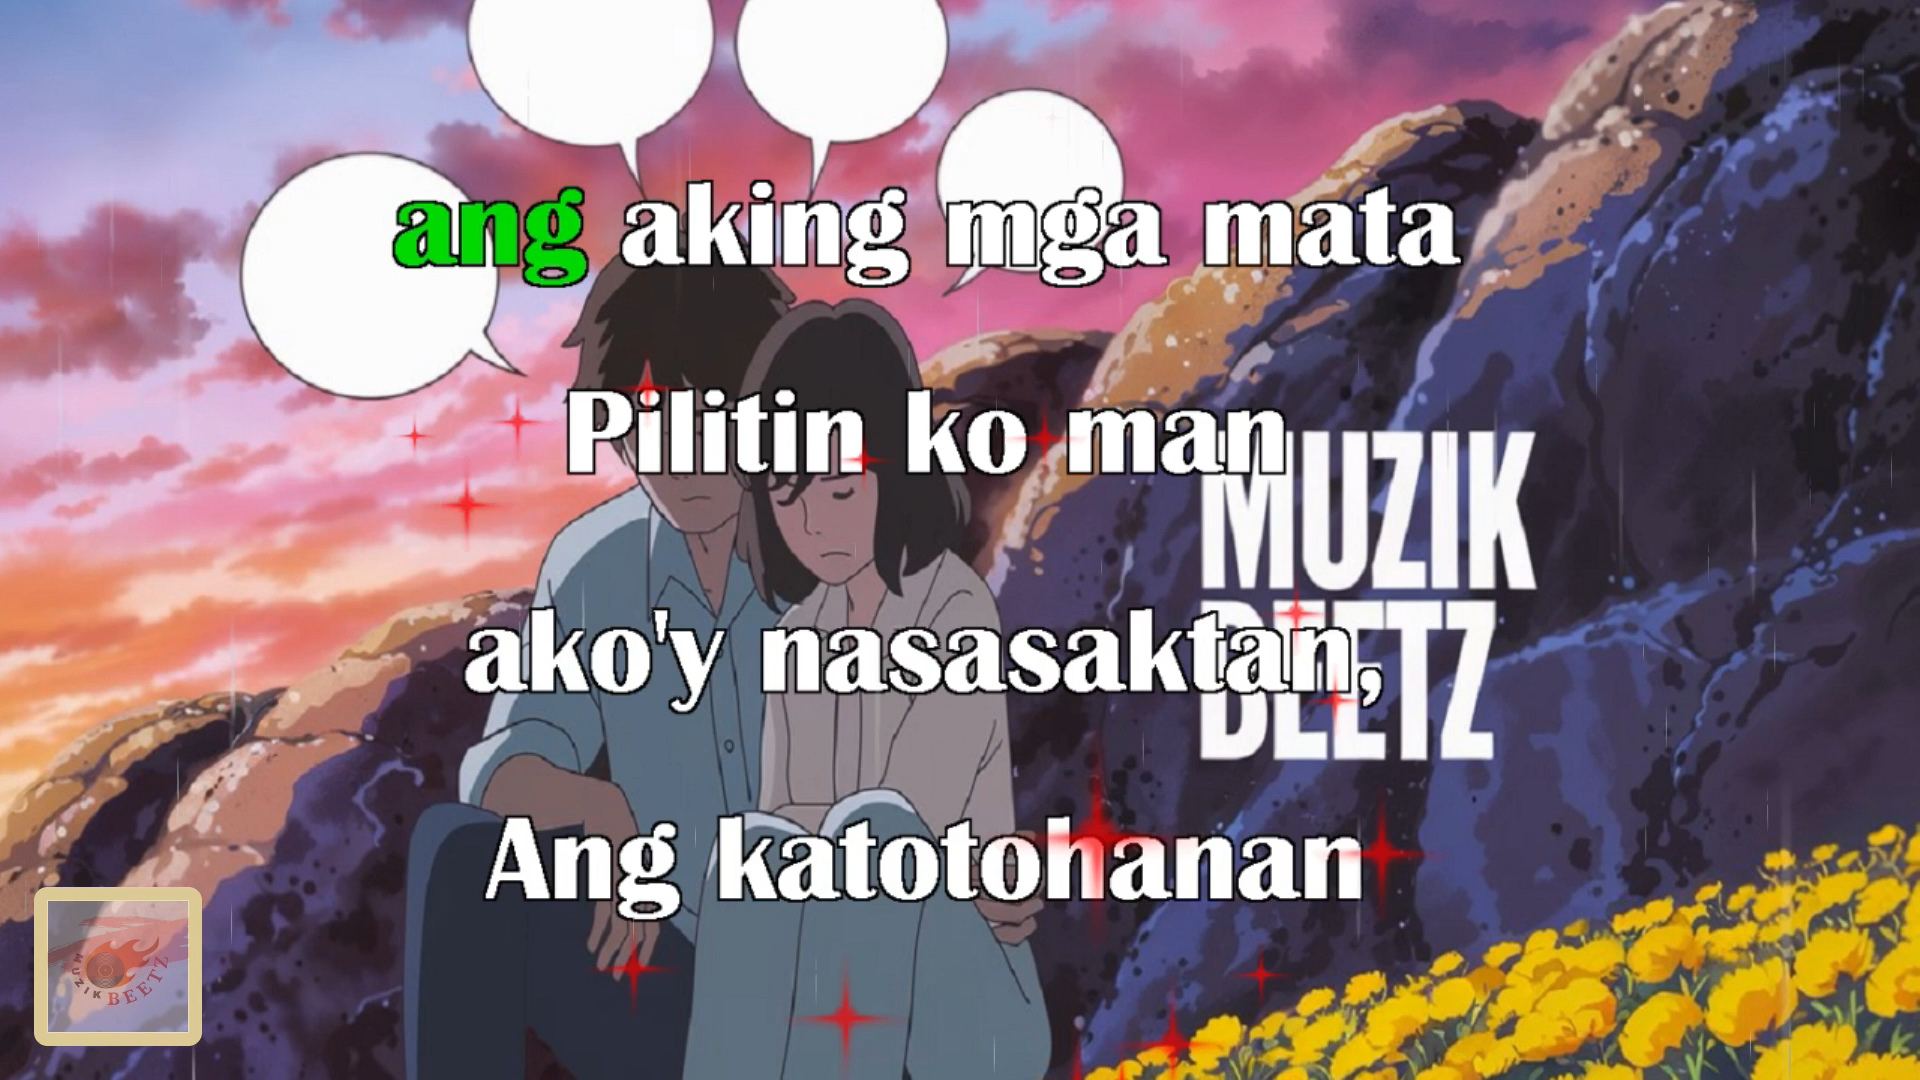 ang aking mga mata
Pilitin ko man
MUZIK
ako'y nasasaktan,
BEETZ
Ang katotohanan
MUZIK BEETZ